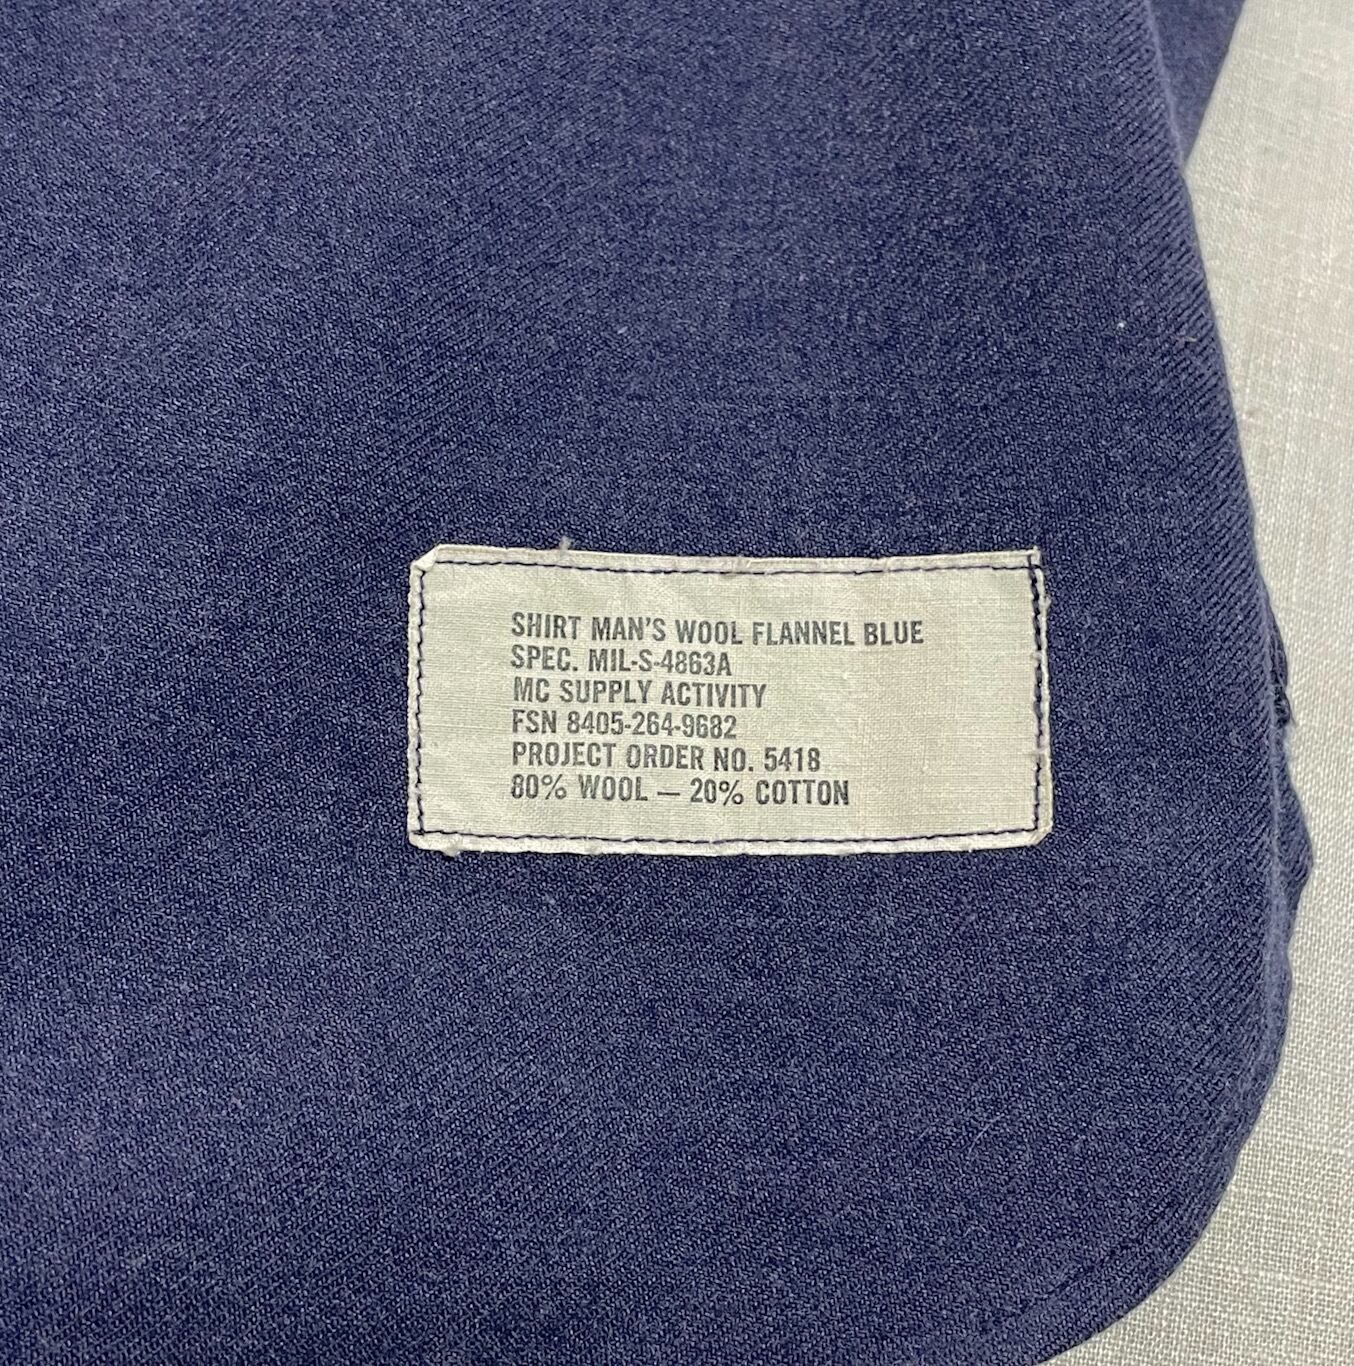 SHIRT MAN'S WOOL FLANNEL BLUE
SPEC. MIL-S-4863A
MC SUPPLY ACTIVITY
FSN 8405-264-9682
PROJECT ORDER NO. 5418
80% WOOL — 20% COTTON